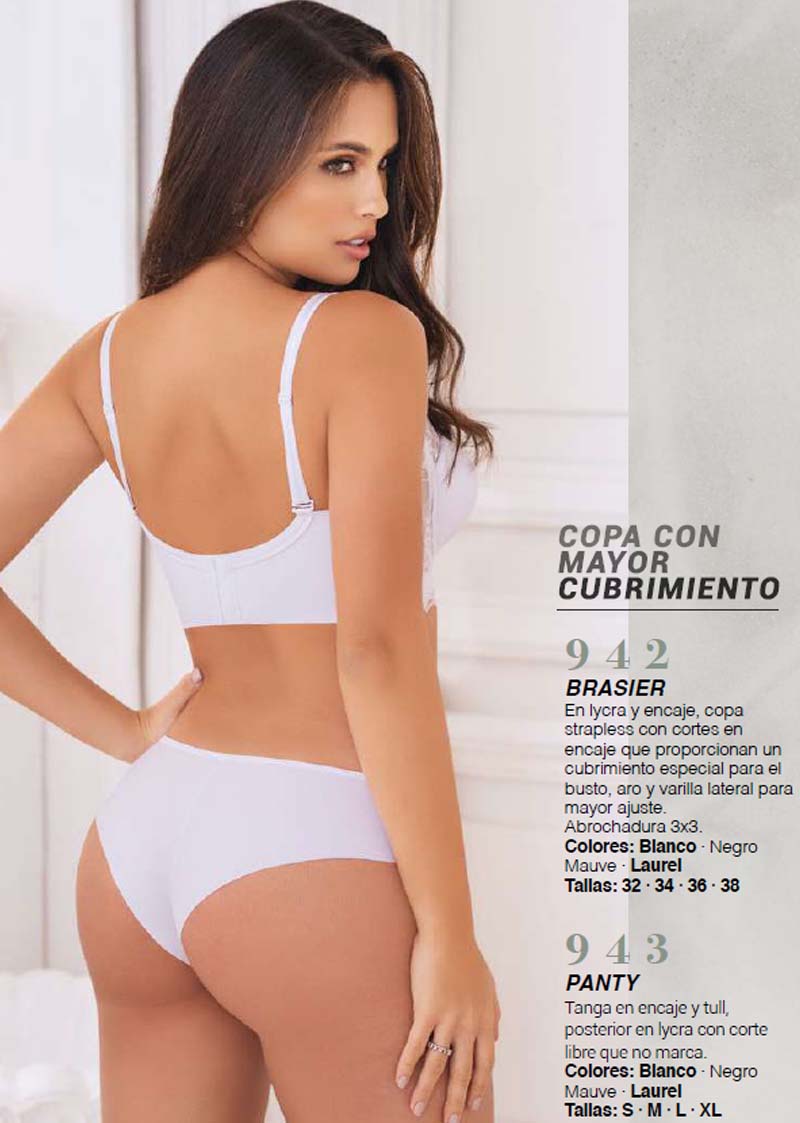 COPA CON
MAYOR
CUBRIMIENTO
942
BRASIER
En lycra y encaje, copa
strapless con cortes en
encaje que proporcionan un
cubrimiento especial para el
busto, aro y varilla lateral para
mayor ajuste.
Abrochadura 3x3.
Colores: Blanco · Negro
Mauve · Laurel
Tallas: 32 · 34 · 36 · 38
943
PANTY
Tanga en encaje y tull,
posterior en lycra con corte
libre que no marca.
Colores: Blanco · Negro
Mauve · Laurel
Tallas: S · M · L · XL